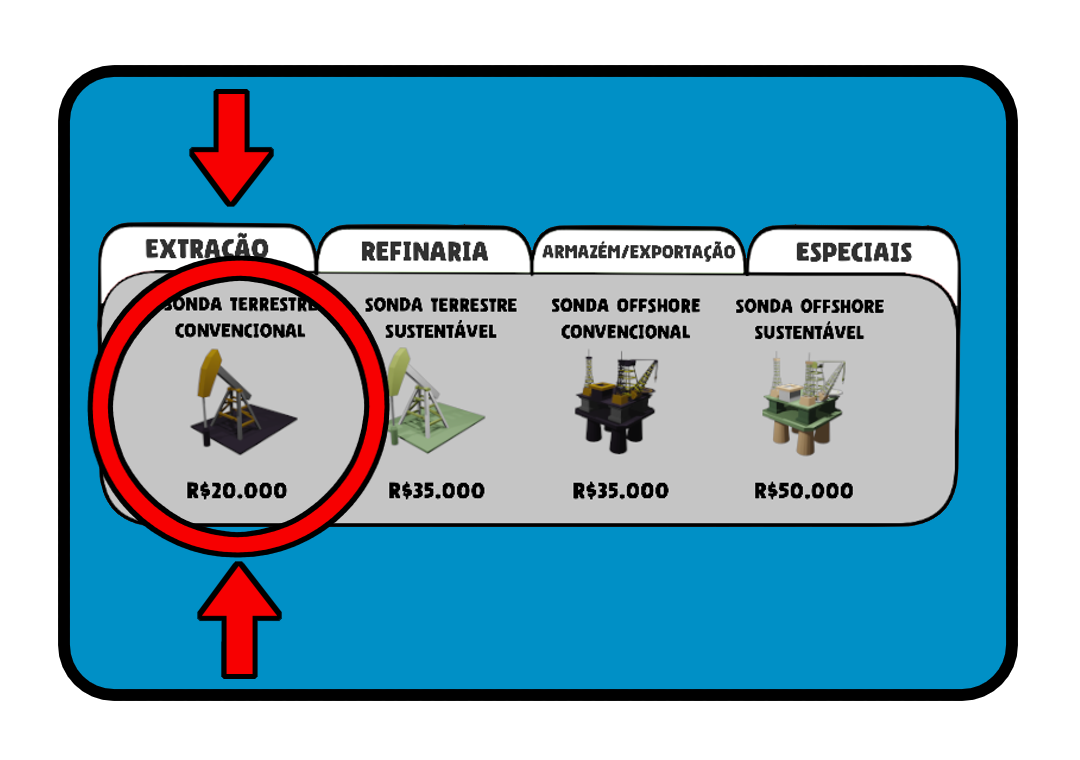 EXTRAÇÃO
REFINARIA
ARMAZÉM/EXPORTAÇÃO
ESPECIAIS
SONDA TERRESTRE
CONVENCIONAL
R$20.000
SONDA TERRESTRE
SUSTENTÁVEL
R$35.000
SONDA OFFSHORE
CONVENCIONAL
R$35.000
SONDA OFFSHORE
SUSTENTÁVEL
R$50.000